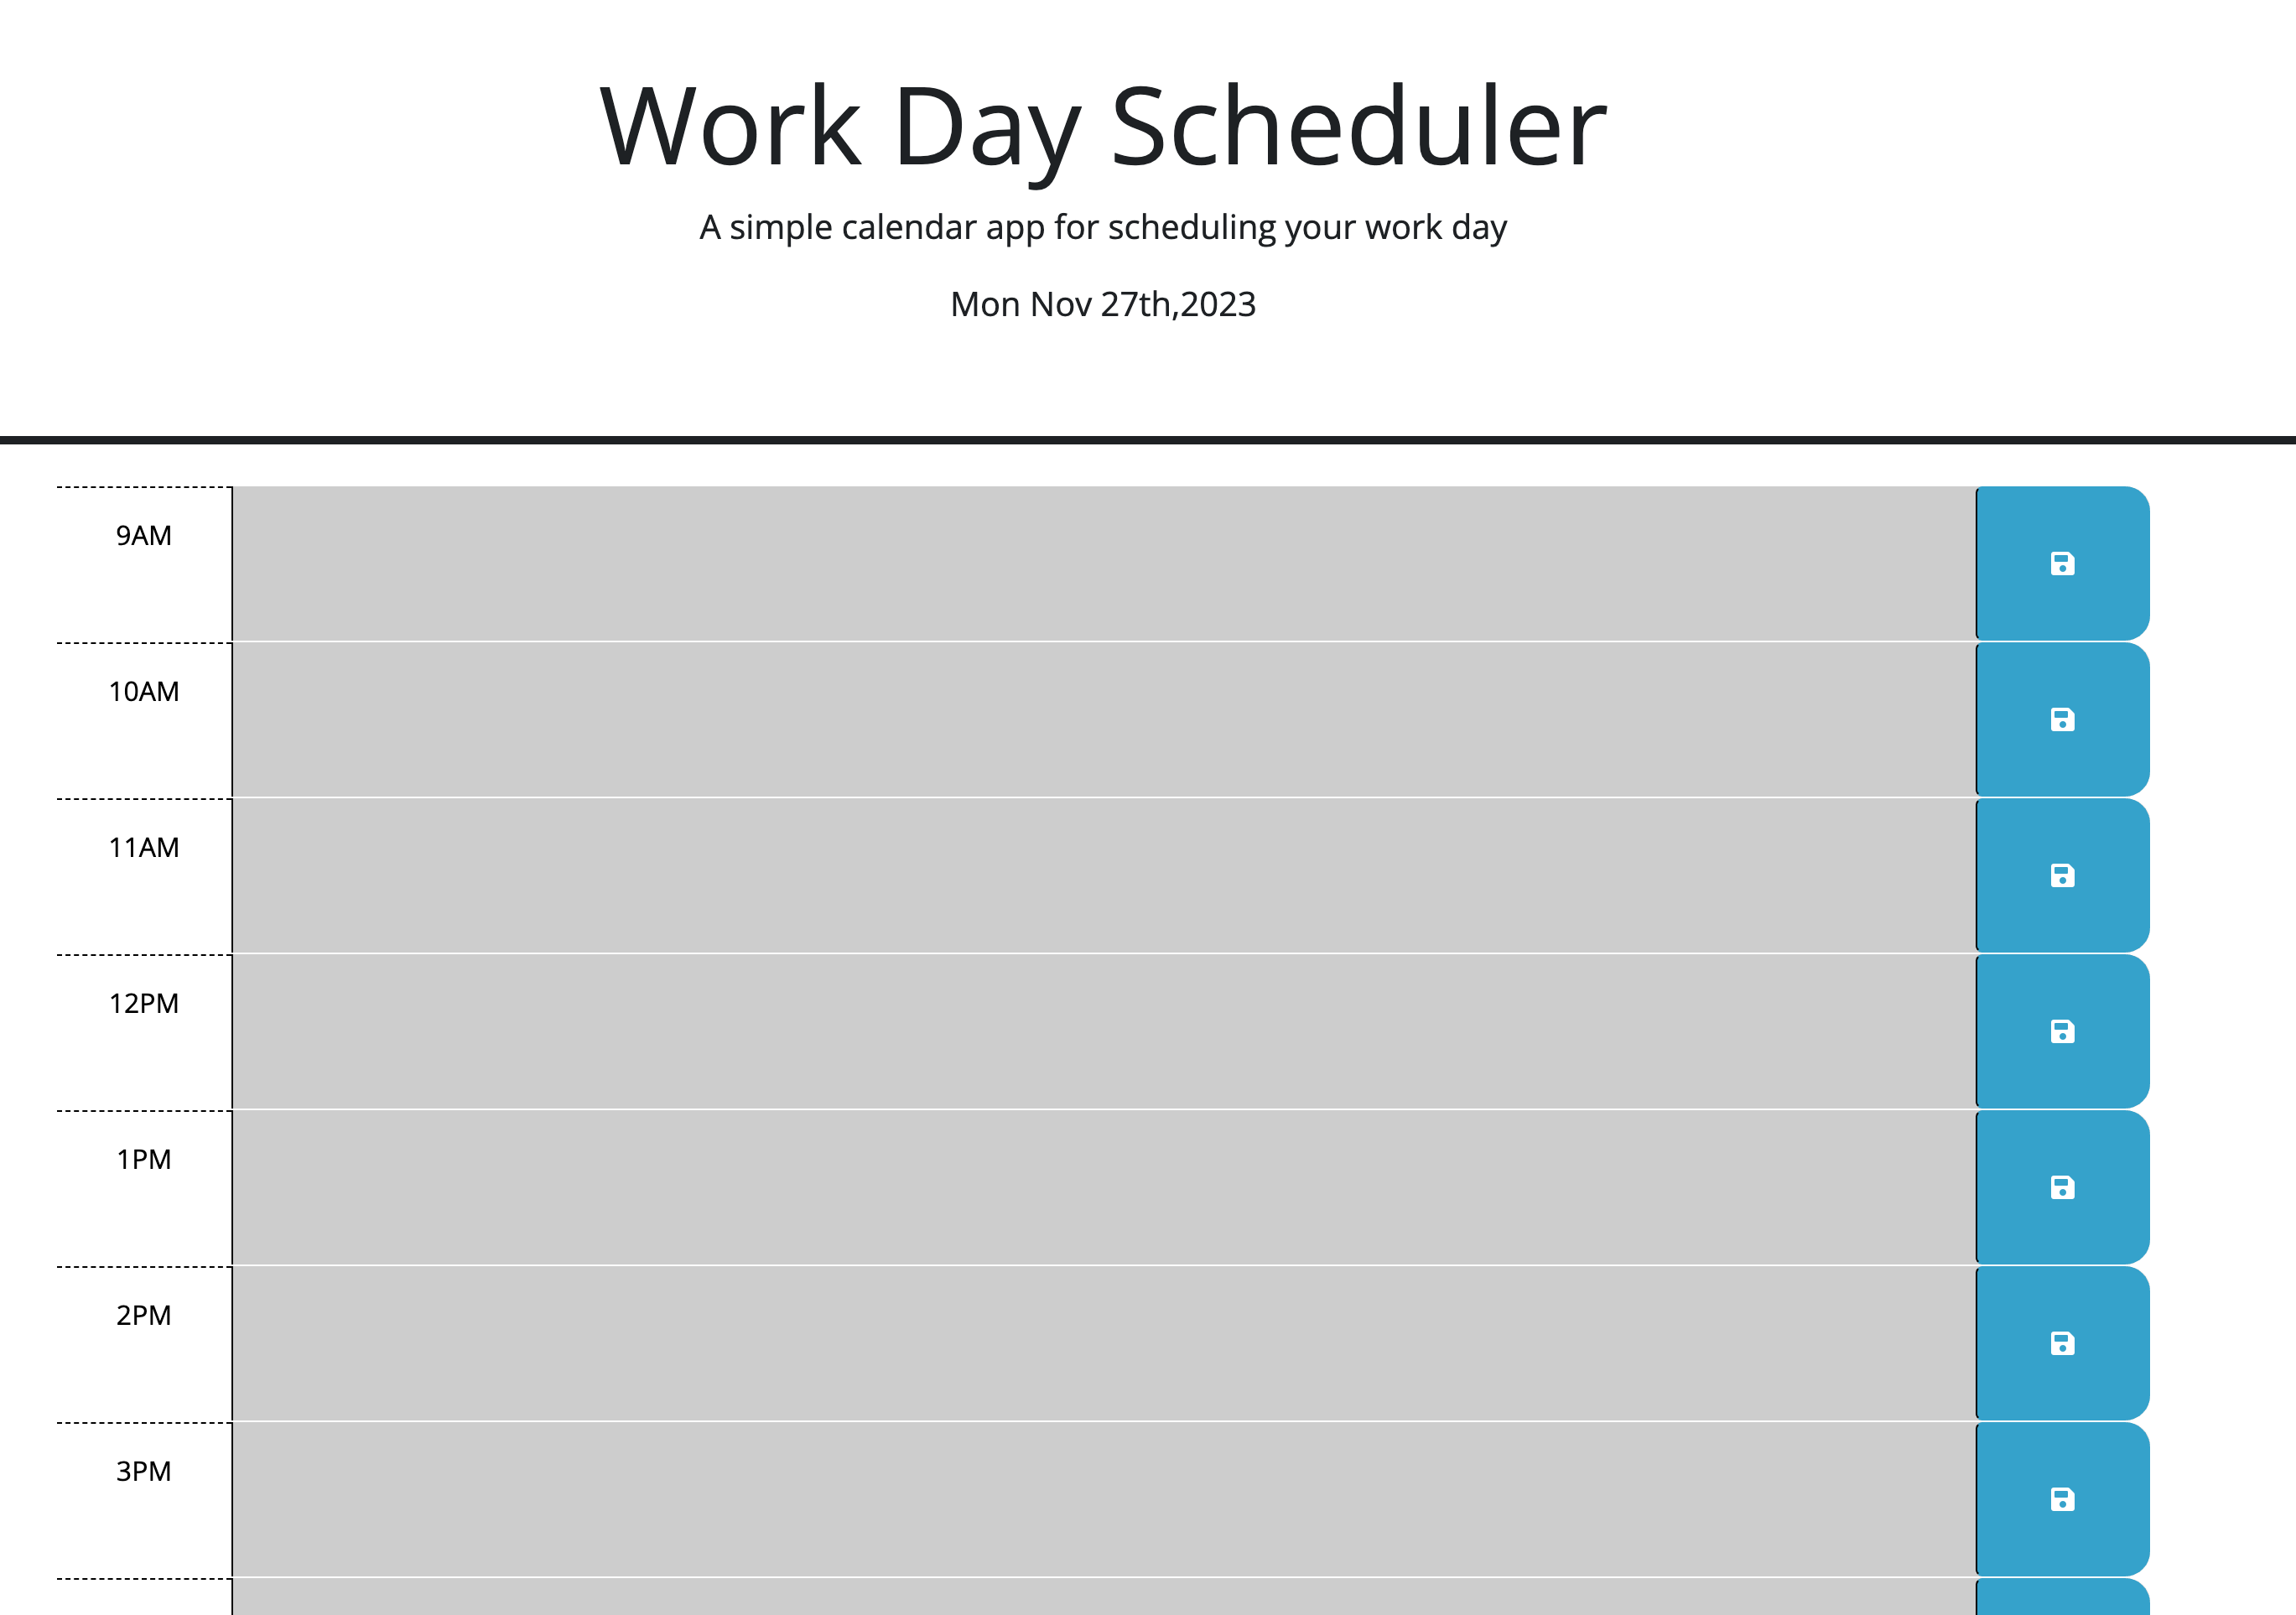 Work Day Scheduler
A simple calendar app for scheduling your work day
Mon Nov 27th,2023
9AM
10AM
11AM
12PM
1PM
2PM
3PM